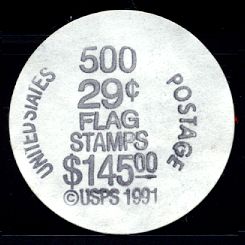 UNITED STATES
POSTAGE
500
29¢
FLAG
STAMPS
$145.00
©USPS 1991